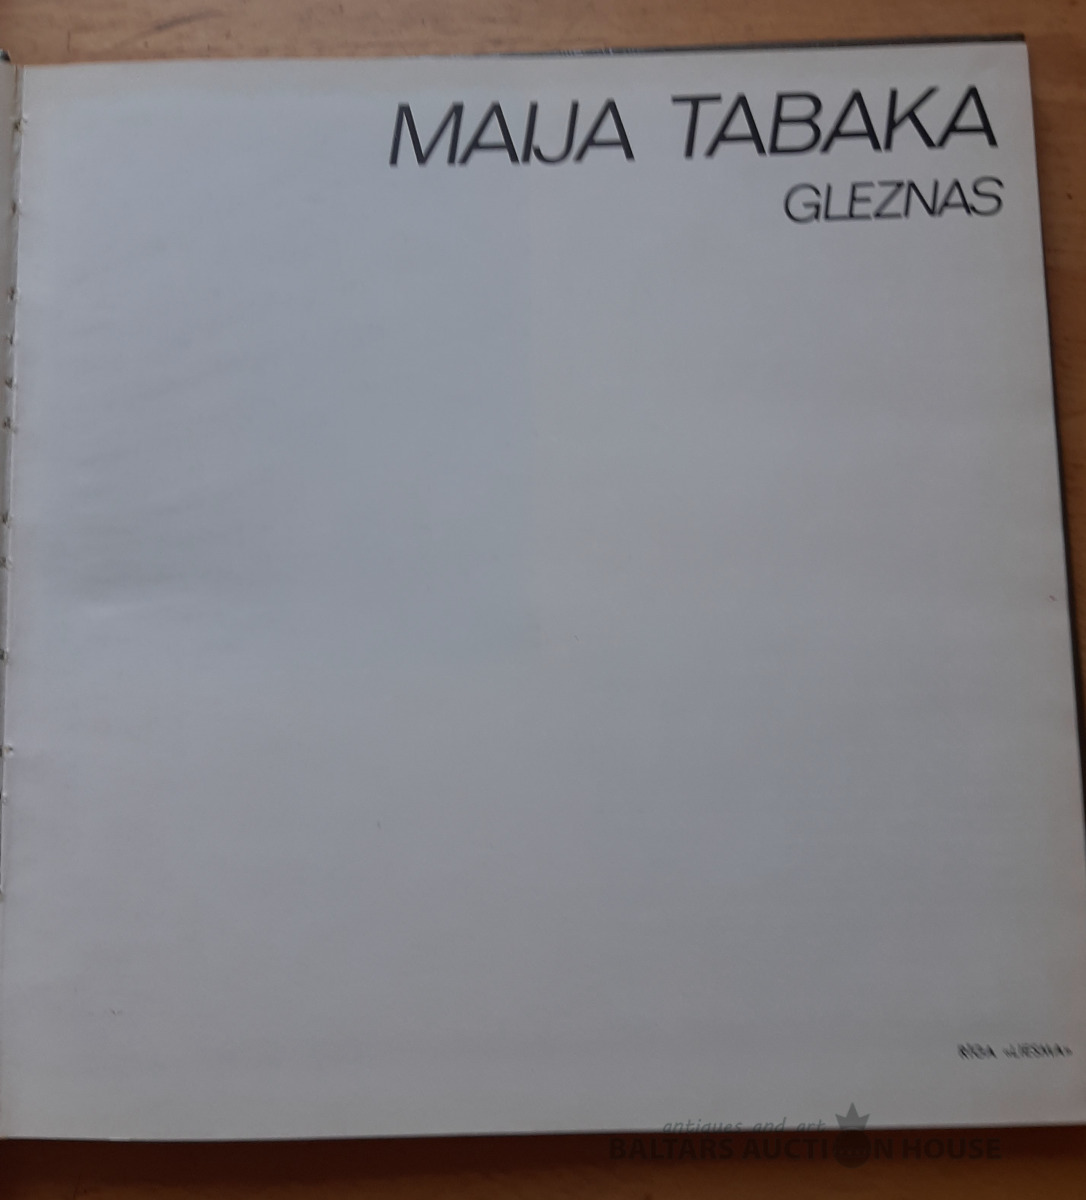 MAIJA TABAKA
GLEZNAS
RĪGA «LIESMA»
antiques and art
BALTARS AUCTION HOUSE